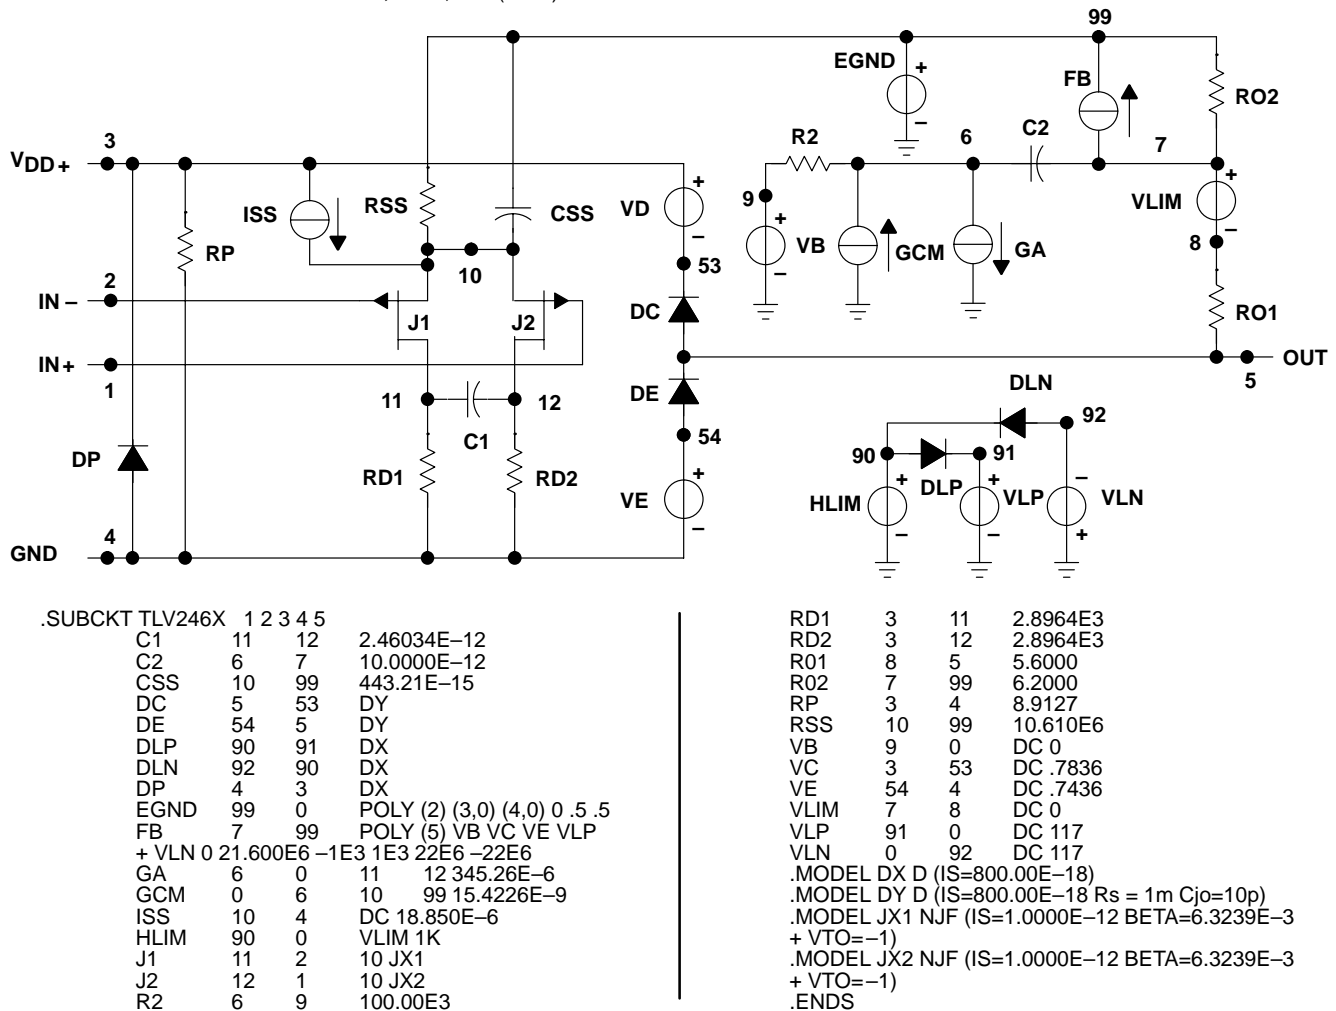 99
EGND
+
−
FB
RO2
3
VDD+
R2
6
C2
7
ISS
RSS
CSS
VD
+
−
9
+
VB
−
GCM
GA
VLIM
+
−
8
RP
10
53
2
IN −
J1
J2
DC
RO1
IN+
1
OUT
5
DE
DLN
11
12
C1
54
92
90
91
DP
RD1
RD2
VE
+
−
HLIM
+
−
DLP
+
VLP
−
−
VLN
+
4
GND
.SUBCKT TLV246X 1 2 3 4 5
C1 11 12 2.46034E−12
C2 6 7 10.0000E−12
CSS 10 99 443.21E−15
DC 5 53 DY
DE 54 5 DY
DLP 90 91 DX
DLN 92 90 DX
DP 4 3 DX
EGND 99 0 POLY (2) (3,0) (4,0) 0 .5 .5
FB 7 99 POLY (5) VB VC VE VLP
+ VLN 0 21.600E6 −1E3 1E3 22E6 −22E6
GA 6 0 11 12 345.26E−6
GCM 0 6 10 99 15.4226E−9
ISS 10 4 DC 18.850E−6
HLIM 90 0 VLIM 1K
J1 11 2 10 JX1
J2 12 1 10 JX2
R2 6 9 100.00E3
RD1 3 11 2.8964E3
RD2 3 12 2.8964E3
R01 8 5 5.6000
R02 7 99 6.2000
RP 3 4 8.9127
RSS 10 99 10.610E6
VB 9 0 DC 0
VC 3 53 DC .7836
VE 54 4 DC .7436
VLIM 7 8 DC 0
VLP 91 0 DC 117
VLN 0 92 DC 117
.MODEL DX D (IS=800.00E−18)
.MODEL DY D (IS=800.00E−18 Rs = 1m Cjo=10p)
.MODEL JX1 NJF (IS=1.0000E−12 BETA=6.3239E−3
+ VTO=−1)
.MODEL JX2 NJF (IS=1.0000E−12 BETA=6.3239E−3
+ VTO=−1)
.ENDS